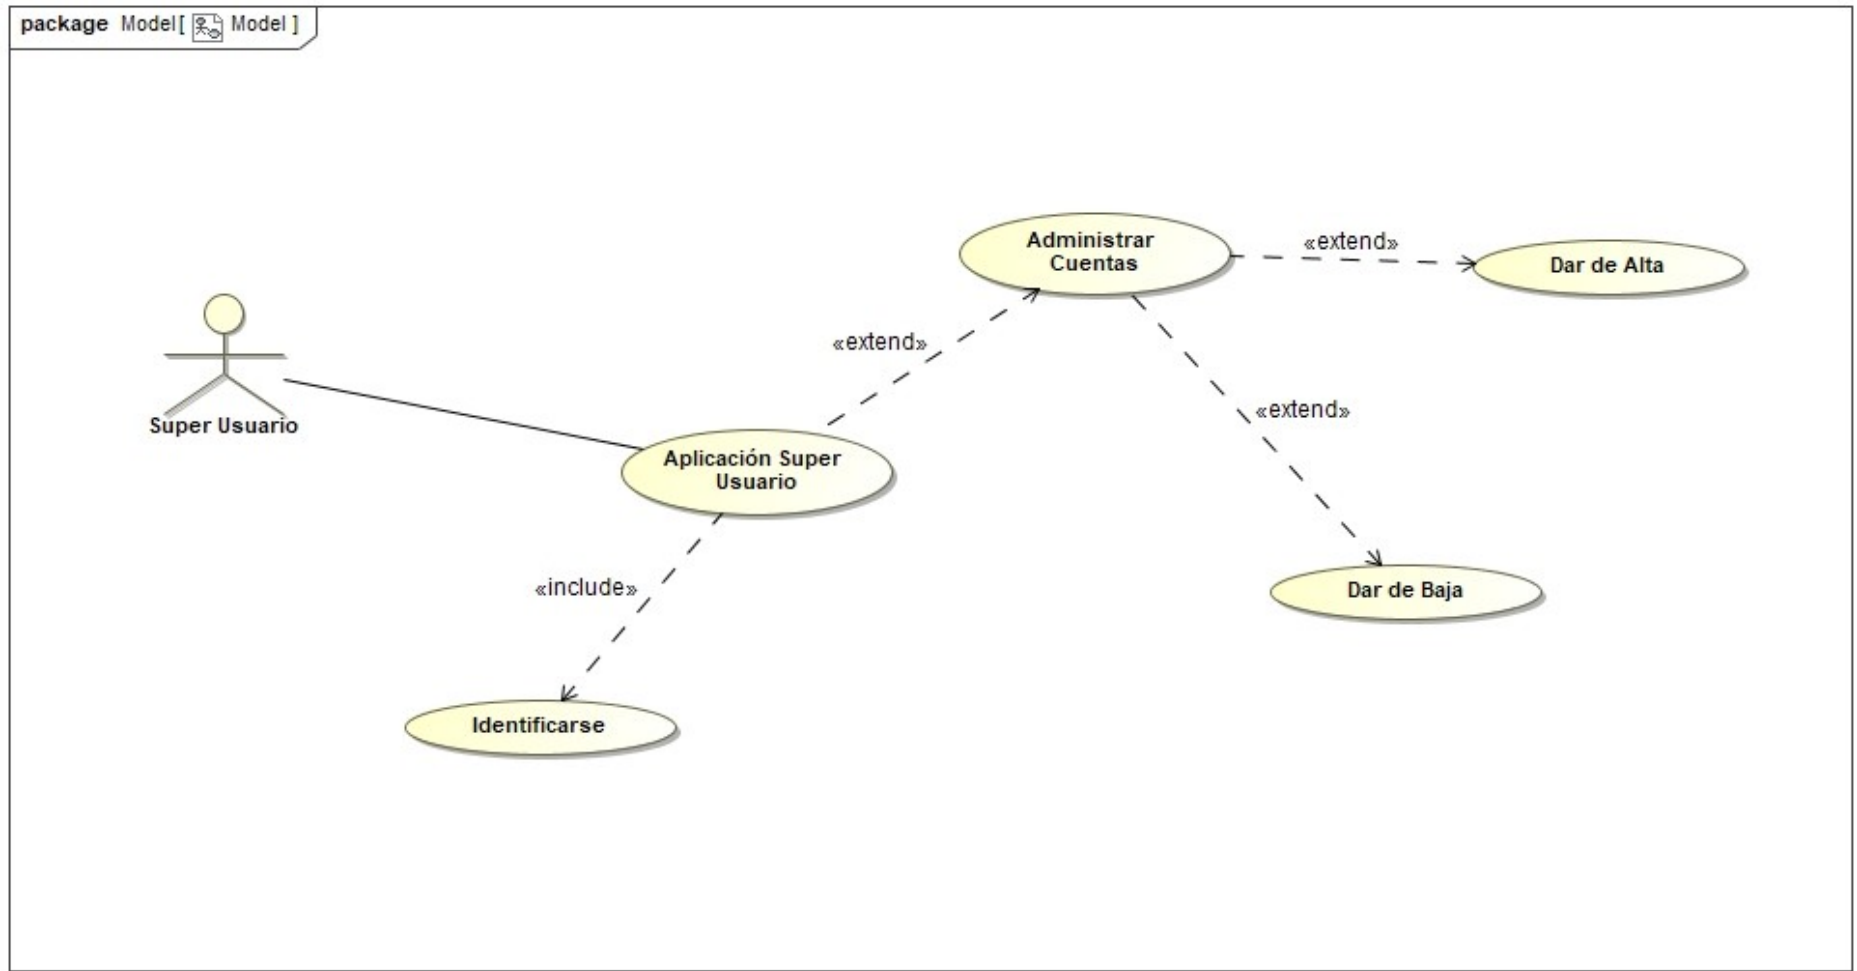 package Model[ Model ]
Administrar
Cuentas
«extend»
Dar de Alta
«extend»
Super Usuario
«extend»
Aplicación Super
Usuario
«include»
Dar de Baja
Identificarse